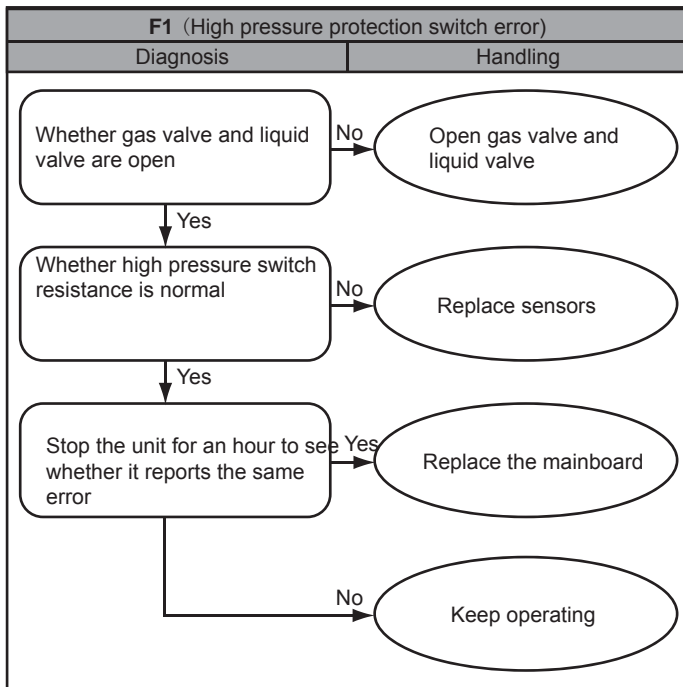 F1（High pressure protection switch error)
Diagnosis
Handling
Whether gas valve and liquid
valve are open
No
Open gas valve and
liquid valve
Yes
Whether high pressure switch
resistance is normal
No
Replace sensors
Yes
Stop the unit for an hour to see
whether it reports the same
error
Yes
Replace the mainboard
No
Keep operating